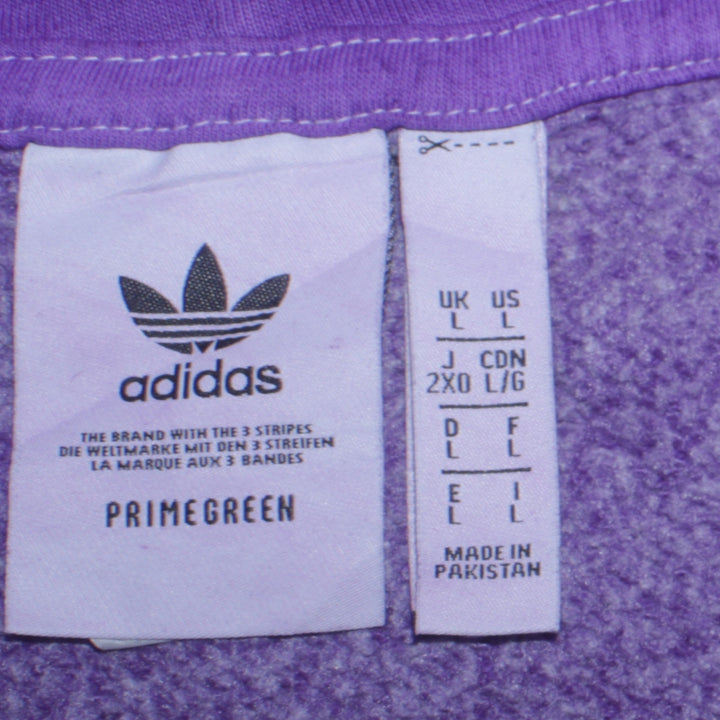 adidas
THE BRAND WITH THE 3 STRIPES
DIE WELTMARKE MIT DEN 3 STREIFEN
LA MARQUE AUX 3 BANDES
PRIMEGREEN
UK US
L L
J CDN
2XO L/G
D F
L L
E I
L L
MADE IN
PAKISTAN